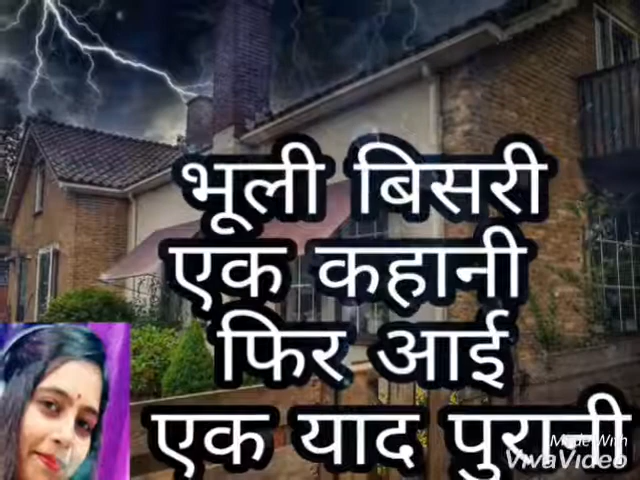 भूली बिसरी
एक कहानी
फिर आई
एक याद पुरानी
Made With
VivaVideo